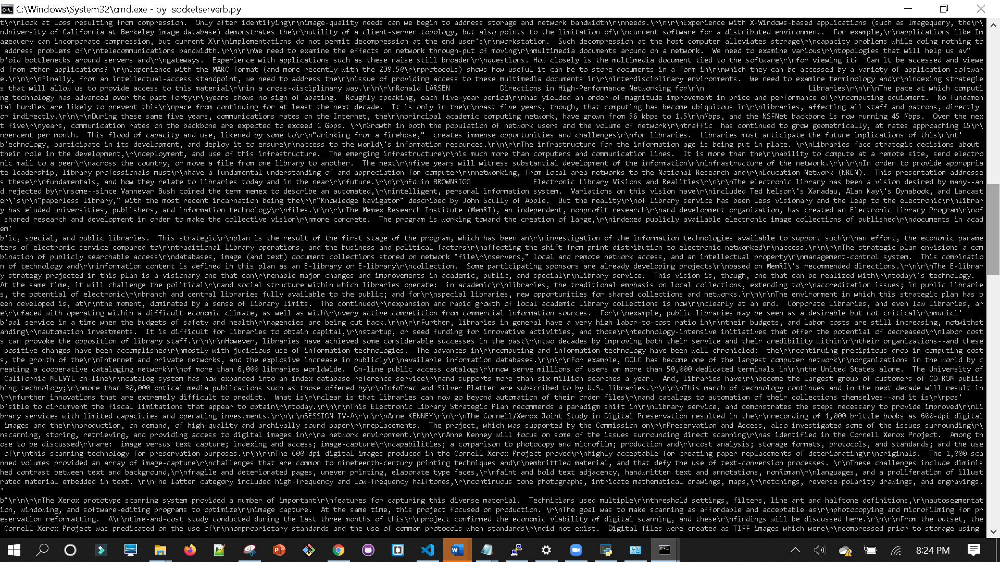 C:\Windows\System32\cmd.exe - py  socketserverb.py
t\r\nlook at loss resulting from compression.  Only after identifying\r\nimage-quality needs can we begin to address storage and network bandwidth\r\nneeds.\r\n\r\nExperience with X-Windows-based applications (such as Imagequery, the\r\
nUniversity of California at Berkeley image database) demonstrates the\r\nutility of a client-server topology, but also points to the limitation of\r\ncurrent software for a distributed environment.  For example,\r\napplications like Im
agequery can incorporate compression, but current X\r\nimplementations do not permit decompression at the end user's\r\nworkstation.  Such decompression at the host computer alleviates storage\r\ncapacity problems while doing nothing to
 address problems of\r\ntelecommunications bandwidth.\r\n\r\nWe need to examine the effects on network through-put of moving\r\nmultimedia documents around on a network.  We need to examine various\r\ntopologies that will help us av"
b'oid bottlenecks around servers and\r\ngateways.  Experience with applications such as these raise still broader\r\nquestions. How closely is the multimedia document tied to the software\r\nfor viewing it?  Can it be accessed and viewe
d from other applications? \r\nExperience with the MARC format (and more recently with the Z39.50\r\nprotocols) shows how useful it can be to store documents in a form in\r\nwhich they can be accessed by a variety of application softwar
e.\r\n\r\nFinally, from an intellectual-access standpoint, we need to address the\r\nissue of providing access to these multimedia documents in\r\ninterdisciplinary environments.  We need to examine terminology and\r\nindexing strategie
s that will allow us to provide access to this material\r\nin a cross-disciplinary way.\r\n\r\nRonald LARSEN            Directions in High-Performance Networking for\r\n                         Libraries\r\n\r\nThe pace at which computi
ng technology has advanced over the past forty\r\nyears shows no sign of abating.  Roughly speaking, each five-year period\r\nhas yielded an order-of-magnitude improvement in price and performance of\r\ncomputing equipment.  No fundamen
tal hurdles are likely to prevent this\r\npace from continuing for at least the next decade.  It is only in the\r\npast five years, though, that computing has become ubiquitous in\r\nlibraries, affecting all staff and patrons, directly
or indirectly.\r\n\r\nDuring these same five years, communications rates on the Internet, the\r\nprincipal academic computing network, have grown from 56 kbps to 1.5\r\nMbps, and the NSFNet backbone is now running 45 Mbps.  Over the nex
t five\r\nyears, communication rates on the backbone are expected to exceed 1 Gbps. \r\nGrowth in both the population of network users and the volume of network\r\ntraffic  has continued to grow geometrically, at rates approaching 15\r\
npercent per month.  This flood of capacity and use, likened by some to\r\n"drinking from a firehose,"  creates immense opportunities and challenges\r\nfor libraries.  Libraries must anticipate the future implications of this\r\nt'
b'echnology, participate in its development, and deploy it to ensure\r\naccess to the world\'s information resources.\r\n\r\nThe infrastructure for the information age is being put in place. \r\nLibraries face strategic decisions about
their role in the development,\r\ndeployment, and use of this infrastructure.  The emerging infrastructure\r\nis much more than computers and communication lines.  It is more than the\r\nability to compute at a remote site, send electro
nic mail to a peer\r\nacross the country, or move a file from one library to another.  The next\r\nfive years will witness substantial development of the information\r\ninfrastructure of the network.\r\n\r\nIn order to provide appropria
te leadership, library professionals must\r\nhave a fundamental understanding of and appreciation for computer\r\nnetworking, from local area networks to the National Research and\r\nEducation Network (NREN).  This presentation addresse
s these\r\nfundamentals, and how they relate to libraries today and in the near\r\nfuture.\r\n\r\nEdwin BROWNRIGG               Electronic Library Visions and Realities\r\n\r\nThe electronic library has been a vision desired by many--an
d rejected by\r\nsome--since Vannevar Bush coined the term memex to describe an automated,\r\nintelligent, personal information system.  Variations on this vision have\r\nincluded Ted Nelson\'s Xanadau, Alan Kay\'s Dynabook, and Lancast
er\'s\r\n"paperless library," with the most recent incarnation being the\r\n"Knowledge Navigator" described by John Scully of Apple.  But the reality\r\nof library service has been less visionary and the leap to the electronic\r\nlibrar
y has eluded universities, publishers, and information technology\r\nfiles.\r\n\r\nThe Memex Research Institute (MemRI), an independent, nonprofit research\r\nand development organization, has created an Electronic Library Program\r\nof
 shared research and development in order to make the collective vision\r\nmore concrete.  The program is working toward the creation of large,\r\nindexed publicly available electronic image collections of published\r\ndocuments in acad
em'
b'ic, special, and public libraries.  This strategic\r\nplan is the result of the first stage of the program, which has been an\r\ninvestigation of the information technologies available to support such\r\nan effort, the economic parame
ters of electronic service compared to\r\ntraditional library operations, and the business and political factors\r\naffecting the shift from print distribution to electronic networked\r\naccess.\r\n\r\nThe strategic plan envisions a com
bination of publicly searchable access\r\ndatabases, image (and text) document collections stored on network "file\r\nservers," local and remote network access, and an intellectual property\r\nmanagement-control system.  This combinatio
n of technology and\r\ninformation content is defined in this plan as an E-library or E-library\r\ncollection.  Some participating sponsors are already developing projects\r\nbased on MemRI\'s recommended directions.\r\n\r\nThe E-librar
y strategy projected in this plan is a visionary one that can\r\nenable major changes and improvements in academic, public, and special\r\nlibrary service.  This vision is, though, one that can be realized with\r\ntoday\'s technology.
At the same time, it will challenge the political\r\nand social structure within which libraries operate:  in academic\r\nlibraries, the traditional emphasis on local collections, extending to\r\naccreditation issues; in public librarie
s, the potential of electronic\r\nbranch and central libraries fully available to the public; and for\r\nspecial libraries, new opportunities for shared collections and networks.\r\n\r\nThe environment in which this strategic plan has b
een developed is, at\r\nthe moment, dominated by a sense of library limits.  The continued\r\nexpansion and rapid growth of local academic library collections is now\r\nclearly at an end.  Corporate libraries, and even law libraries, ar
e\r\nfaced with operating within a difficult economic climate, as well as with\r\nvery active competition from commercial information sources.  For\r\nexample, public libraries may be seen as a desirable but not critical\r\nmunici'
b'pal service in a time when the budgets of safety and health\r\nagencies are being cut back.\r\n\r\nFurther, libraries in general have a very high labor-to-cost ratio in\r\ntheir budgets, and labor costs are still increasing, notwithst
anding\r\nautomation investments.  It is difficult for libraries to obtain capital,\r\nstartup, or seed funding for innovative activities, and those\r\ntechnology-intensive initiatives that offer the potential of decreased\r\nlabor cost
s can provoke the opposition of library staff.\r\n\r\nHowever, libraries have achieved some considerable successes in the past\r\ntwo decades by improving both their service and their credibility within\r\ntheir organizations--and these
 positive changes have been accomplished\r\nmostly with judicious use of information technologies.  The advances in\r\ncomputing and information technology have been well-chronicled:  the\r\ncontinuing precipitous drop in computing cost
s, the growth of the\r\nInternet and private networks, and the explosive increase in publicly\r\navailable information databases.\r\n\r\nFor example, OCLC has become one of the largest computer network\r\norganizations in the world by c
reating a cooperative cataloging network\r\nof more than 6,000 libraries worldwide.  On-line public access catalogs\r\nnow serve millions of users on more than 50,000 dedicated terminals in\r\nthe United States alone.  The University of
 California MELVYL on-line\r\ncatalog system has now expanded into an index database reference service\r\nand supports more than six million searches a year.  And, libraries have\r\nbecome the largest group of customers of CD-ROM publis
hing technology;\r\nmore than 30,000 optical media publications such as those offered by\r\nInfoTrac and Silver Platter are subscribed to by U.S. libraries.\r\n\r\nThis march of technology continues and in the next decade will result in
\r\nfurther innovations that are extremely difficult to predict.  What is\r\nclear is that libraries can now go beyond automation of their order files\r\nand catalogs to automation of their collections themselves--and it is\r\npos'
b'sible to circumvent the fiscal limitations that appear to obtain\r\ntoday.\r\n\r\nThis Electronic Library Strategic Plan recommends a paradigm shift in\r\nlibrary service, and demonstrates the steps necessary to provide improved\r\nli
brary services with limited capacities and operating investments.\r\n\r\nSESSION IV-A\r\n\r\nAnne KENNEY\r\n\r\nThe Cornell/Xerox Joint Study in Digital Preservation resulted in the\r\nrecording of 1,000 brittle books as 600-dpi digital
 images and the\r\nproduction, on demand, of high-quality and archivally sound paper\r\nreplacements.  The project, which was supported by the Commission on\r\nPreservation and Access, also investigated some of the issues surrounding\r\
nscanning, storing, retrieving, and providing access to digital images in\r\na network environment.\r\n\r\nAnne Kenney will focus on some of the issues surrounding direct scanning\r\nas identified in the Cornell Xerox Project.  Among th
ose to be discussed\r\nare:  image versus text capture; indexing and access; image-capture\r\ncapabilities; a comparison to photocopy and microfilm; production and\r\ncost analysis; storage formats, protocols, and standards; and the use
 of\r\nthis scanning technology for preservation purposes.\r\n\r\nThe 600-dpi digital images produced in the Cornell Xerox Project proved\r\nhighly acceptable for creating paper replacements of deteriorating\r\noriginals.  The 1,000 sca
nned volumes provided an array of image-capture\r\nchallenges that are common to nineteenth-century printing techniques and\r\nembrittled material, and that defy the use of text-conversion processes. \r\nThese challenges include diminis
hed contrast between text and background,\r\nfragile and deteriorated pages, uneven printing, elaborate type faces,\r\nfaint and bold text adjacency, handwritten text and annotations, nonRoman\r\nlanguages, and a proliferation of illust
rated material embedded in text. \r\nThe latter category included high-frequency and low-frequency halftones,\r\ncontinuous tone photographs, intricate mathematical drawings, maps,\r\netchings, reverse-polarity drawings, and engravings.
'
b"\r\n\r\nThe Xerox prototype scanning system provided a number of important\r\nfeatures for capturing this diverse material.  Technicians used multiple\r\nthreshold settings, filters, line art and halftone definitions,\r\nautosegmentat
ion, windowing, and software-editing programs to optimize\r\nimage capture.  At the same time, this project focused on production. \r\nThe goal was to make scanning as affordable and acceptable as\r\nphotocopying and microfilming for pr
eservation reformatting.  A\r\ntime-and-cost study conducted during the last three months of this\r\nproject confirmed the economic viability of digital scanning, and these\r\nfindings will be discussed here.\r\n\r\nFrom the outset, the
 Cornell Xerox Project was predicated on the use of\r\nnonproprietary standards and the use of common protocols when standards\r\ndid not exist.  Digital files were created as TIFF images which were\r\ncompressed prior to storage using
8:24 PM